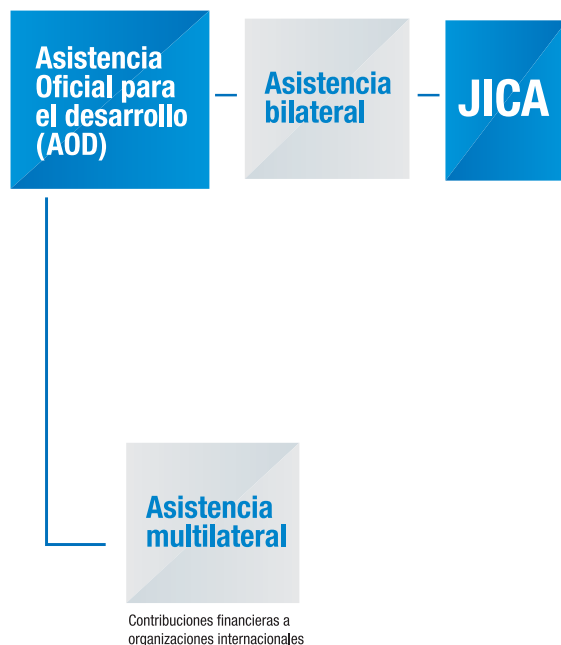 Asistencia
Oficial para
el desarrollo
(AOD)
Asistencia
bilateral
JICA
Asistencia
multilateral
Contribuciones financieras a
organizaciones internacionales